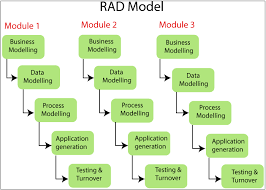 RAD Model
Module 1
Business
Modelling
Data
Modelling
Process
Modelling
Application
generation
Testing &
Turnover
Module 2
Business
Modelling
Data
Modelling
Process
Modelling
Application
generation
Testing &
Turnover
Module 3
Business
Modelling
Data
Modelling
Process
Modelling
Application
generation
Testing &
Turnover